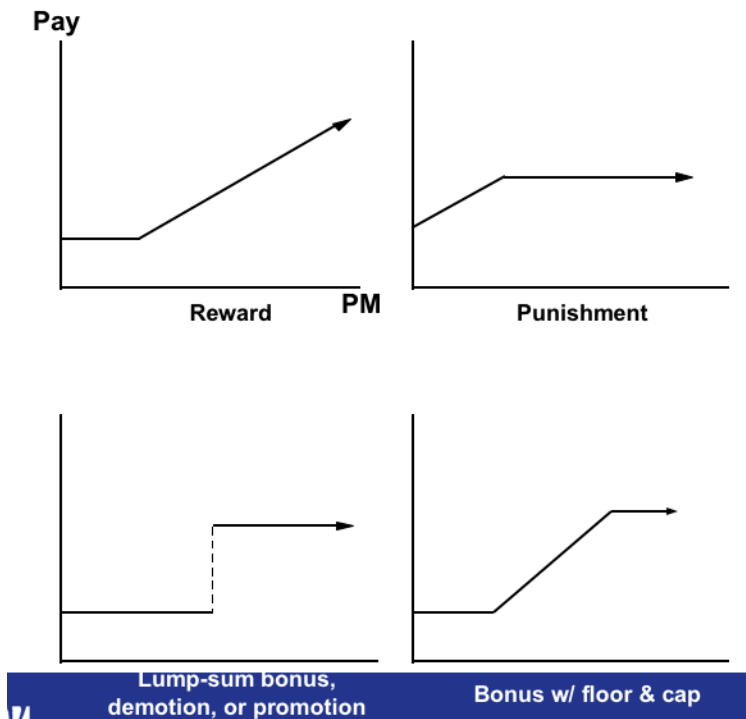 Pay
Reward
PM
Punishment
Lump-sum bonus,
demotion, or promotion
Bonus w/ floor & cap